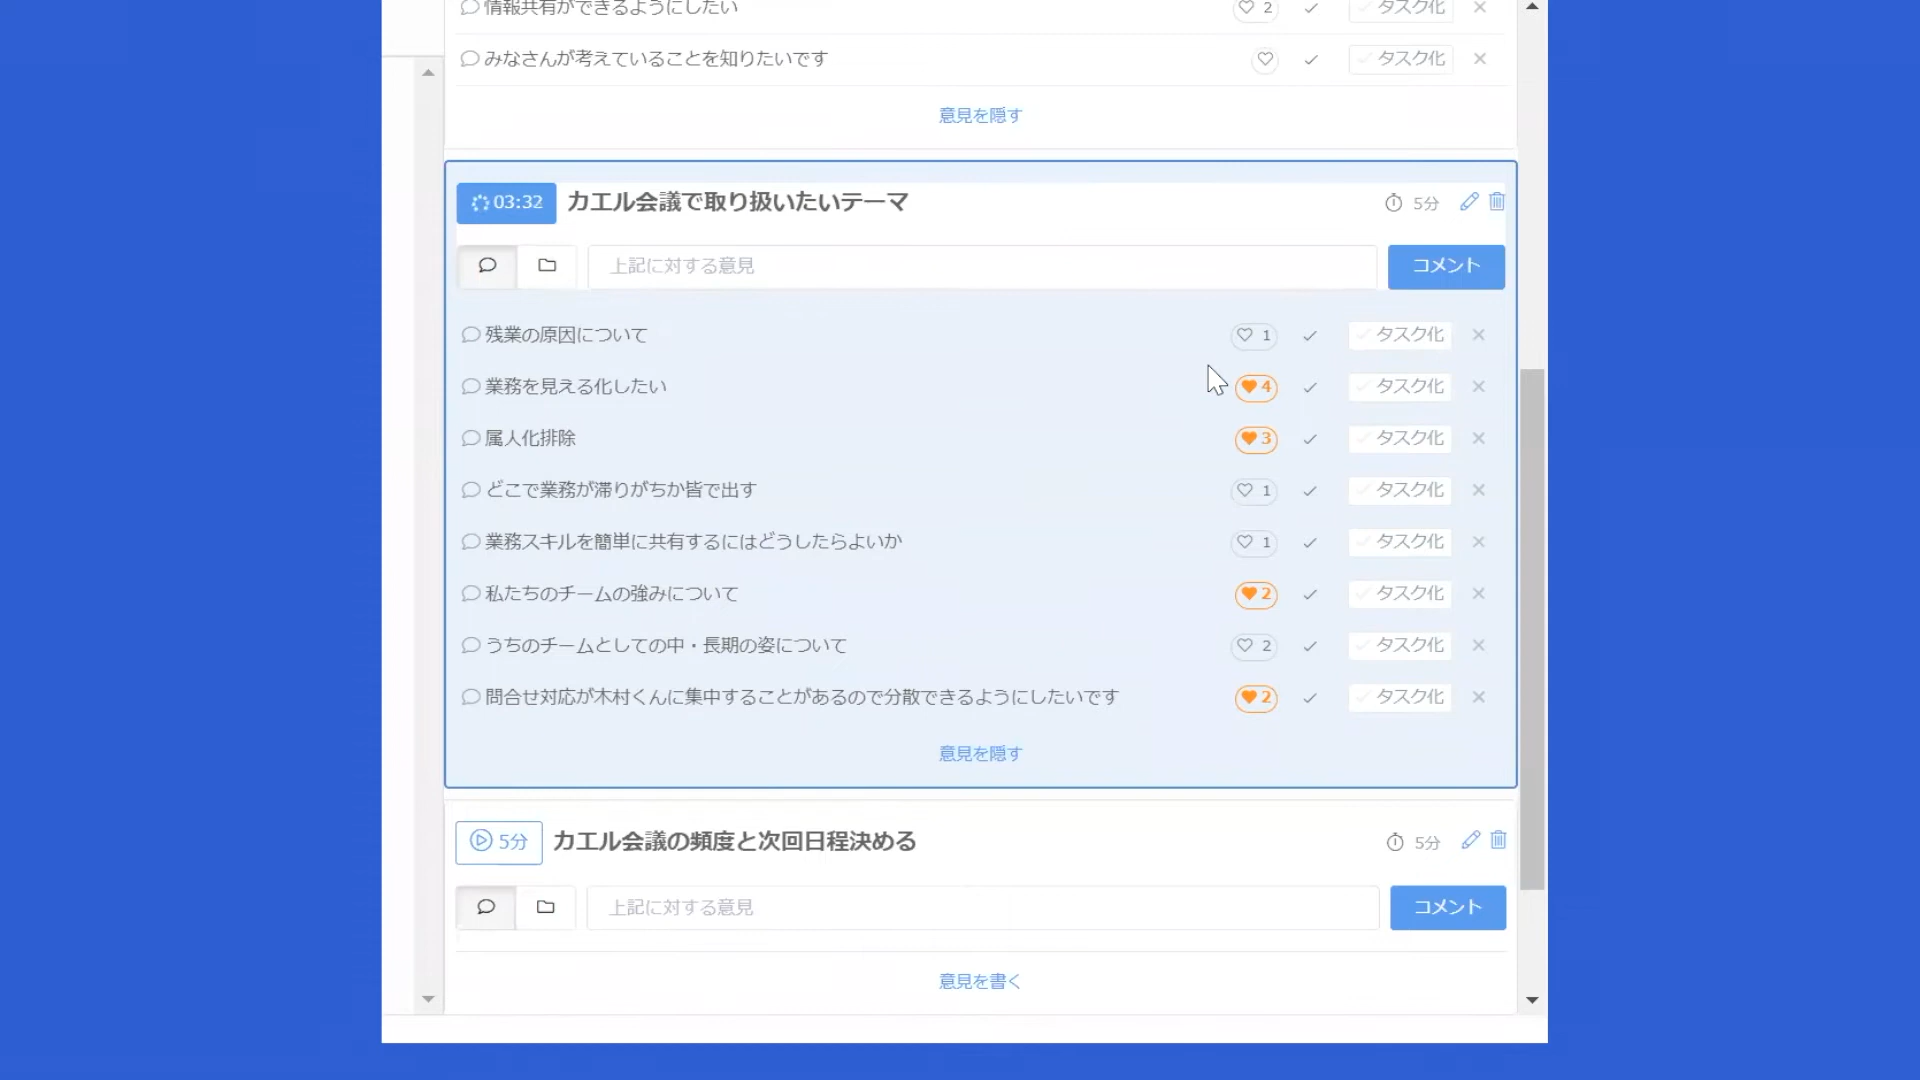 情報共有ができるようにしたい 2 タスク化
みなさんが考えていることを知りたいです タスク化
意見を隠す
03:32 カエル会議で取り扱いたいテーマ 5分
上記に対する意見 コメント
残業の原因について 1 タスク化
業務を見える化したい 4 タスク化
属人化排除 3 タスク化
どこで業務が滞りがちか皆で出す 1 タスク化
業務スキルを簡単に共有するにはどうしたらよいか 1 タスク化
私たちのチームの強みについて 2 タスク化
うちのチームとしての中・長期の姿について 2 タスク化
問合せ対応が木村くんに集中することがあるので分散できるようにしたいです 2 タスク化
意見を隠す
5分 カエル会議の頻度と次回日程決める 5分
上記に対する意見 コメント
意見を書く